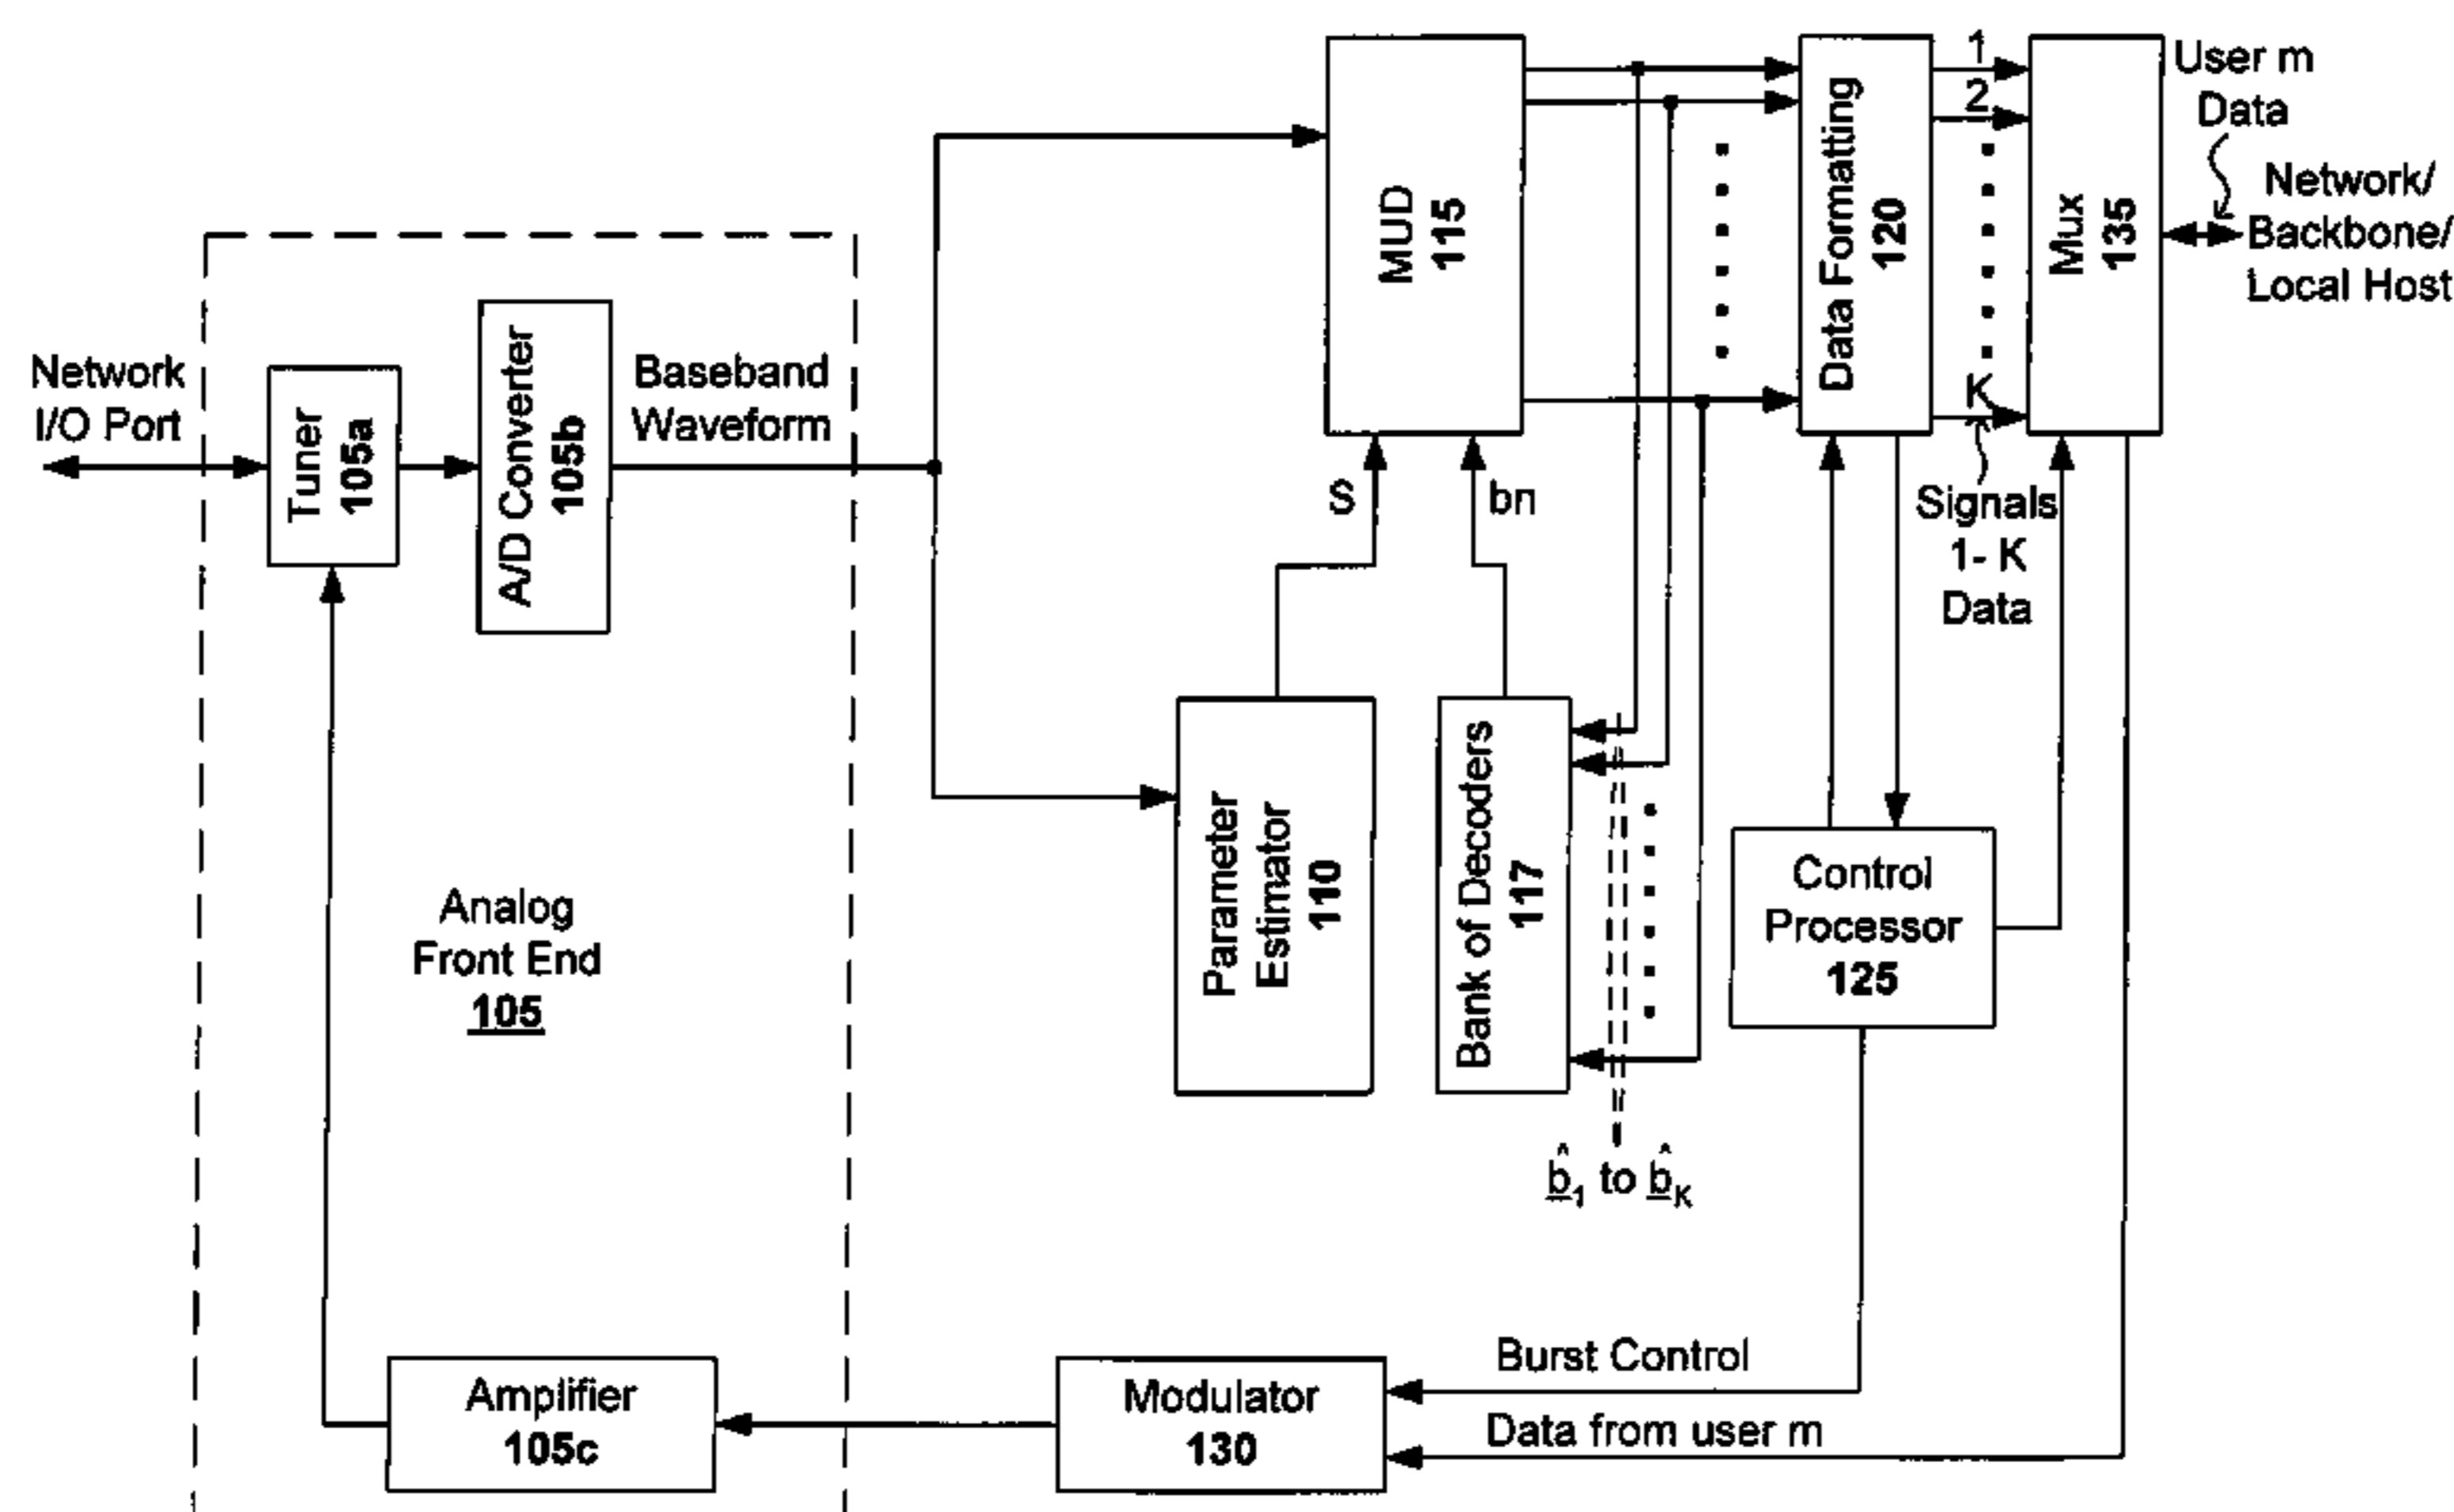 Network
I/O Port
Tuner
105a
A/D Converter
105b
Baseband
Waveform
Analog
Front End
105
Amplifier
105c
MUD
115
S
bn
Parameter
Estimator
110
Bank of Decoders
117
b̂₁ to b̂K
Data Formatting
120
1
2
K
Signals
1- K
Data
Mux
135
User m
Data
Network/
Backbone/
Local Host
Control
Processor
125
Burst Control
Data from user m
Modulator
130